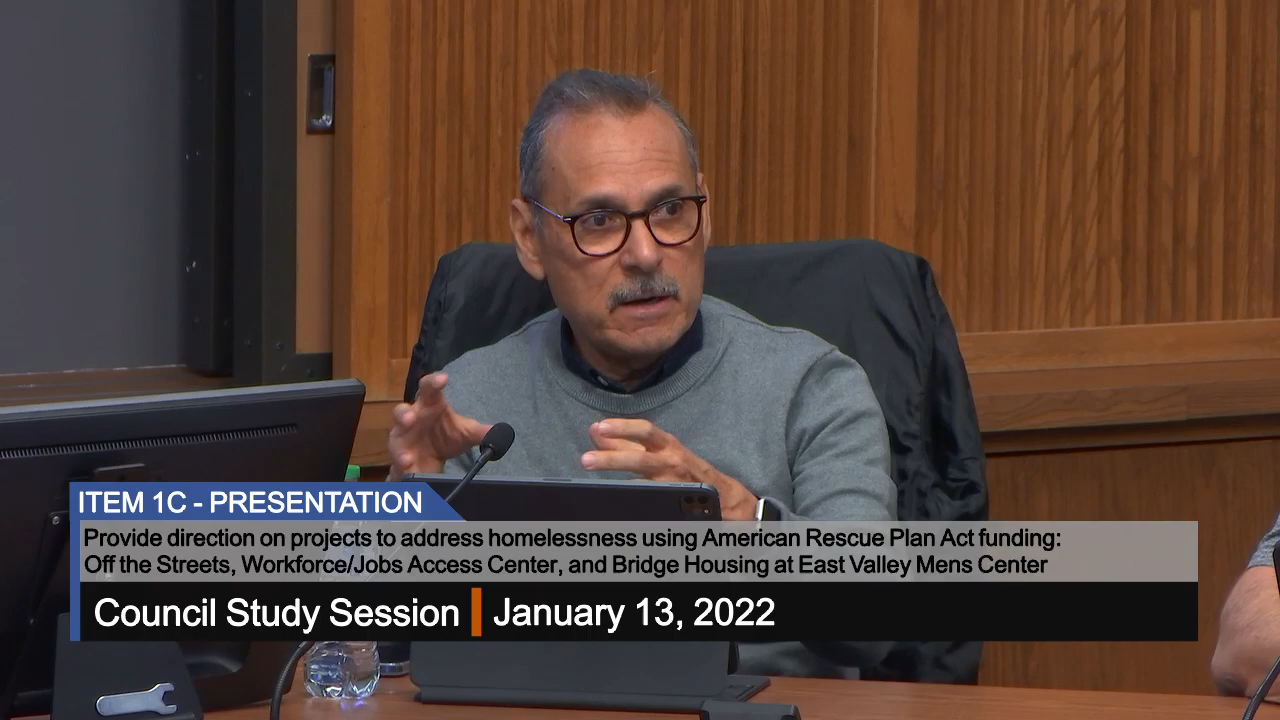 ITEM 1C - PRESENTATION
Provide direction on projects to address homelessness using American Rescue Plan Act funding:
Off the Streets, Workforce/Jobs Access Center, and Bridge Housing at East Valley Mens Center
Council Study Session | January 13, 2022